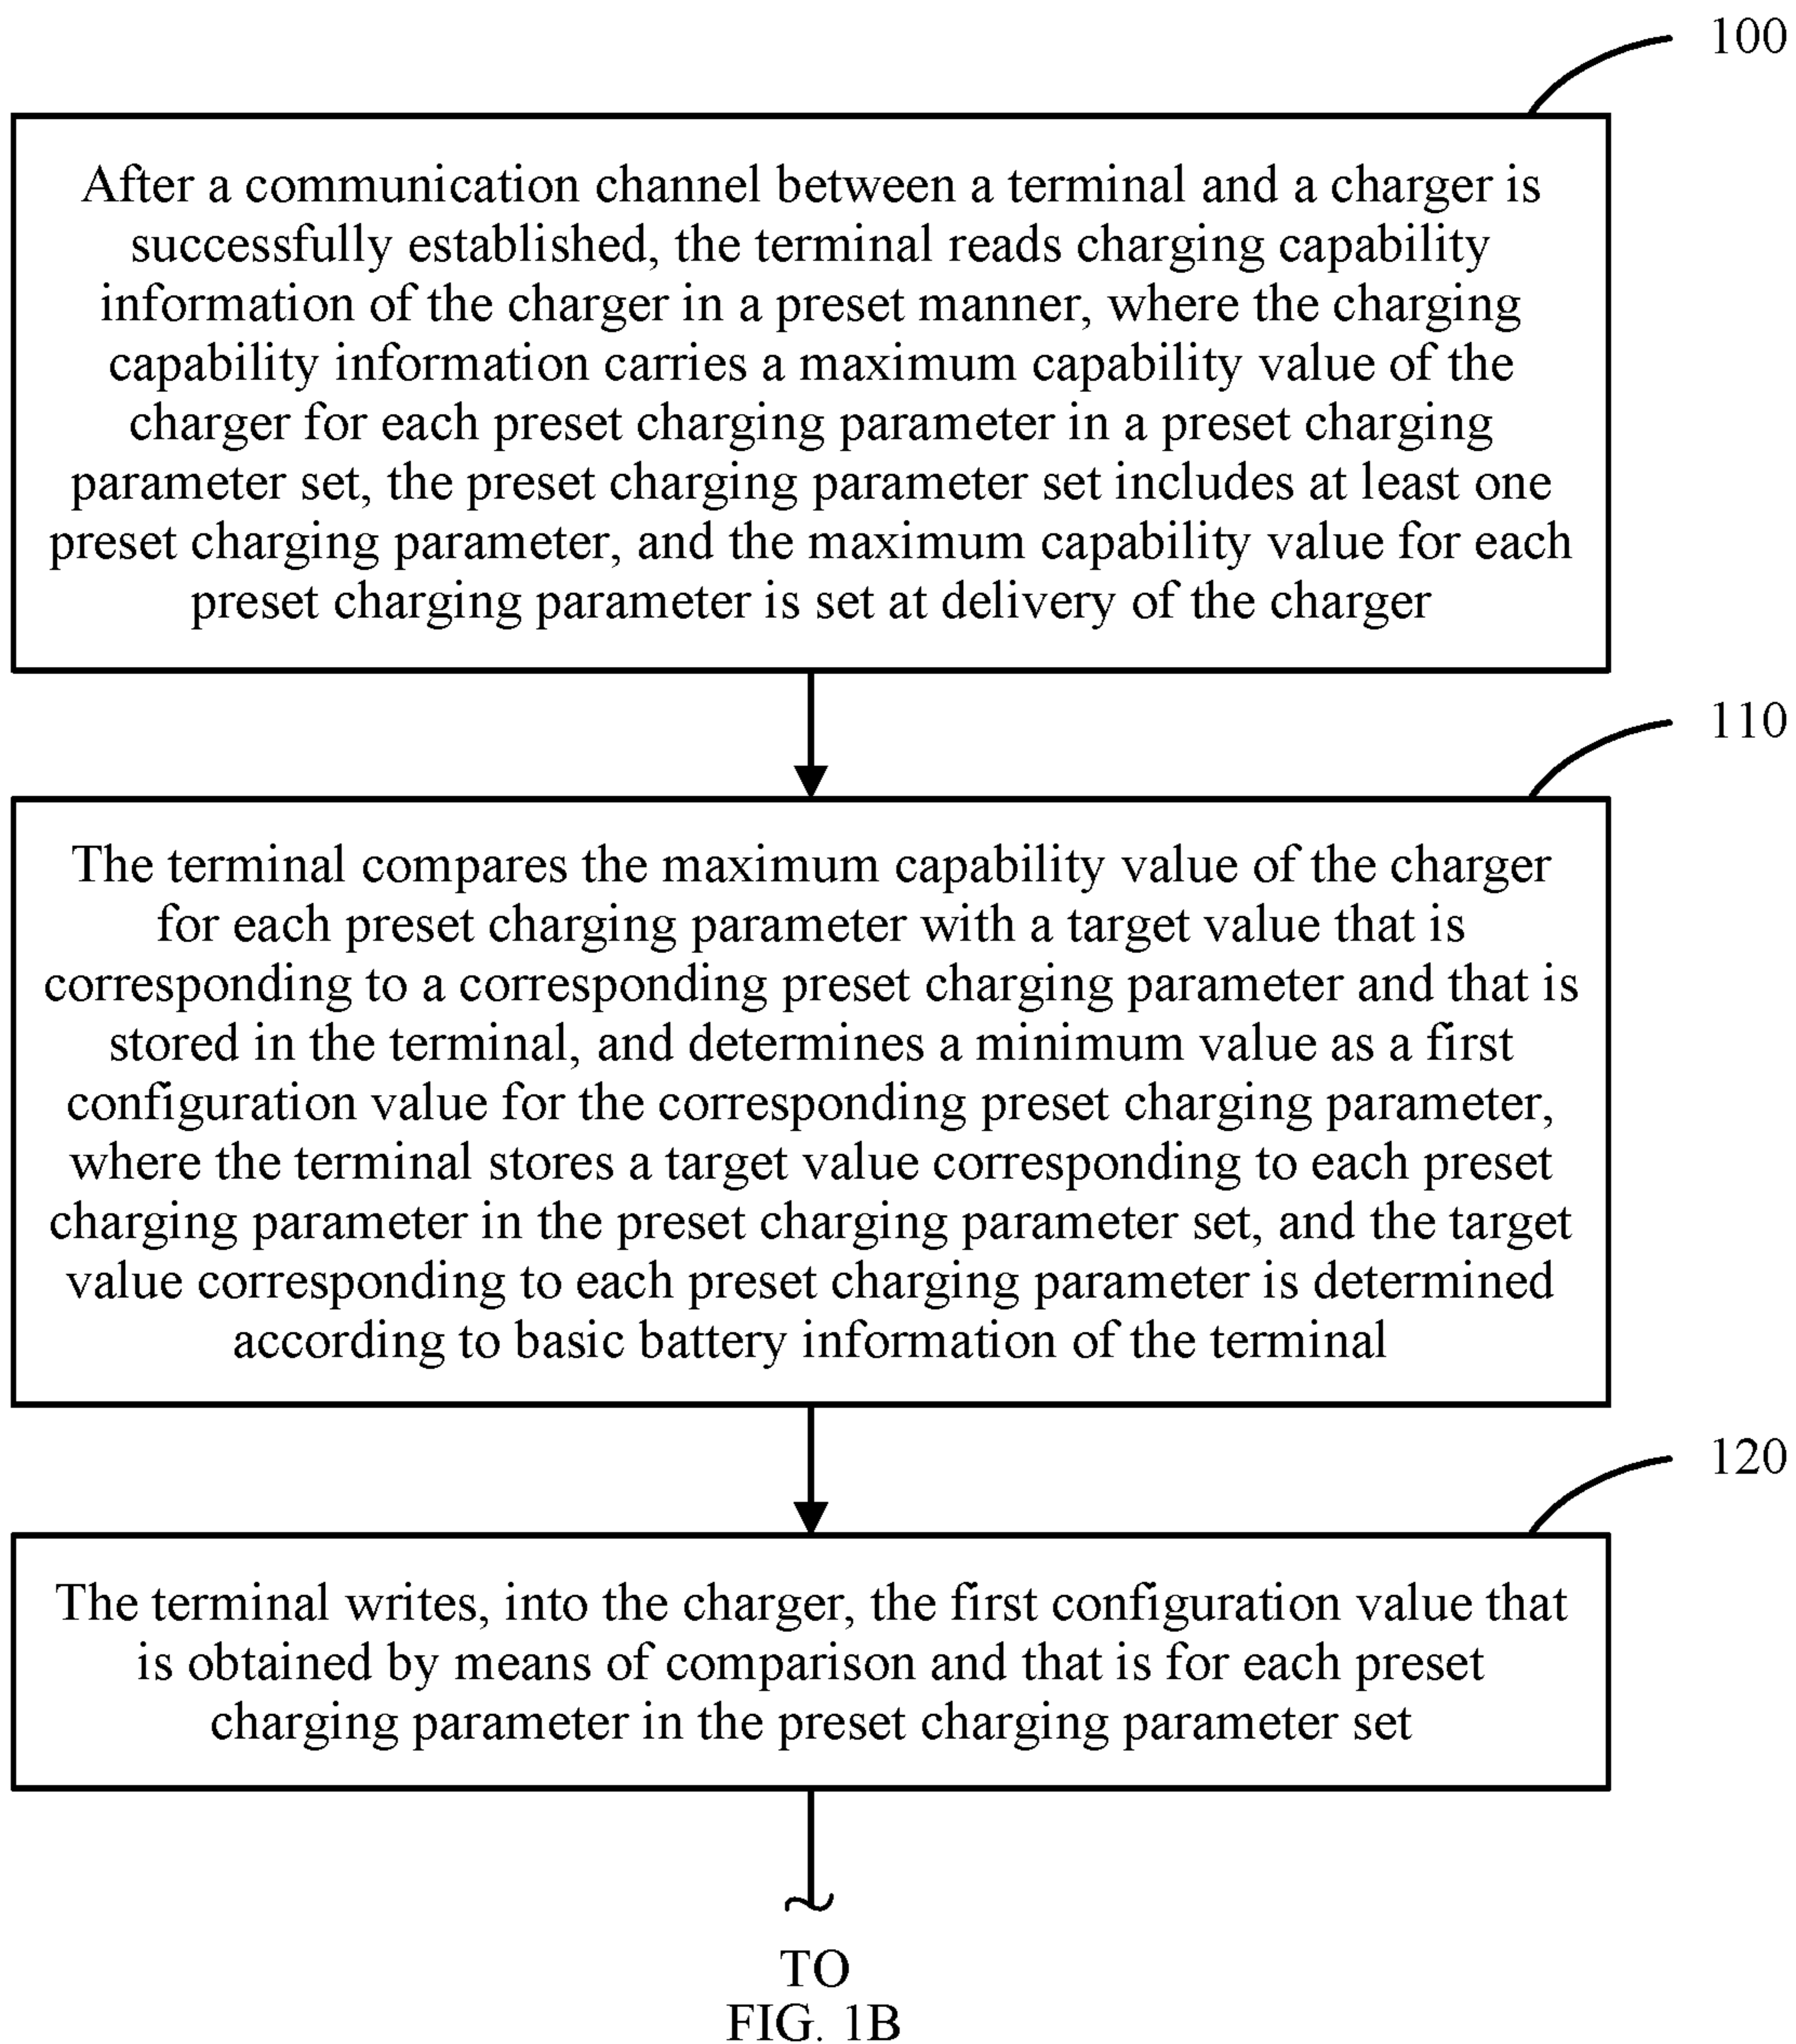 100
After a communication channel between a terminal and a charger is
successfully established, the terminal reads charging capability
information of the charger in a preset manner, where the charging
capability information carries a maximum capability value of the
charger for each preset charging parameter in a preset charging
parameter set, the preset charging parameter set includes at least one
preset charging parameter, and the maximum capability value for each
preset charging parameter is set at delivery of the charger
110
The terminal compares the maximum capability value of the charger
for each preset charging parameter with a target value that is
corresponding to a corresponding preset charging parameter and that is
stored in the terminal, and determines a minimum value as a first
configuration value for the corresponding preset charging parameter,
where the terminal stores a target value corresponding to each preset
charging parameter in the preset charging parameter set, and the target
value corresponding to each preset charging parameter is determined
according to basic battery information of the terminal
120
The terminal writes, into the charger, the first configuration value that
is obtained by means of comparison and that is for each preset
charging parameter in the preset charging parameter set
TO
FIG. 1B